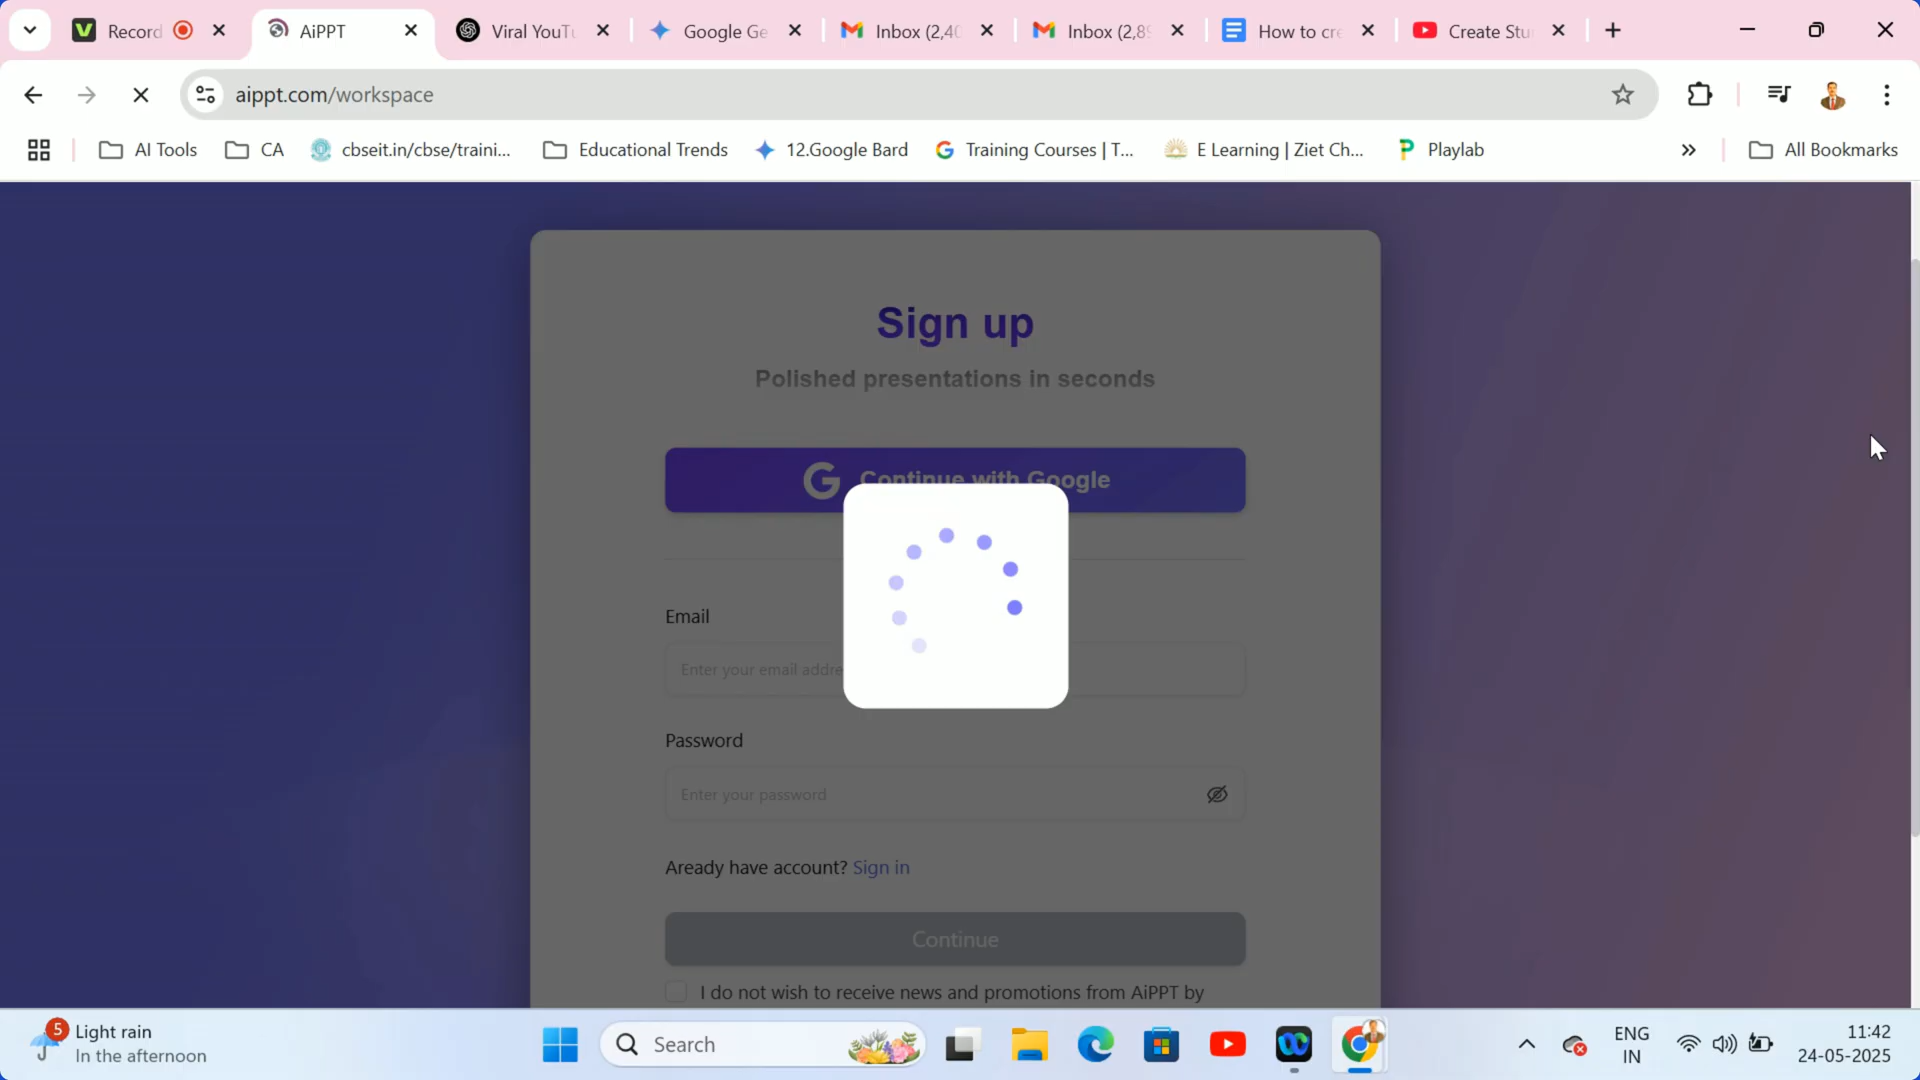 Record
AiPPT
Viral YouTu
Google Ge
Inbox (2,40
Inbox (2,89
How to cre
Create Stu
aippt.com/workspace
AI Tools
CA
cbseit.in/cbse/traini...
Educational Trends
12.Google Bard
Training Courses | T...
E Learning | Ziet Ch...
Playlab
All Bookmarks
Sign up
Polished presentations in seconds
Continue with Google
Email
Enter your email addre
Password
Enter your password
Aready have account? Sign in
Continue
I do not wish to receive news and promotions from AiPPT by
5
Light rain
In the afternoon
Search
ENG
IN
11:42
24-05-2025